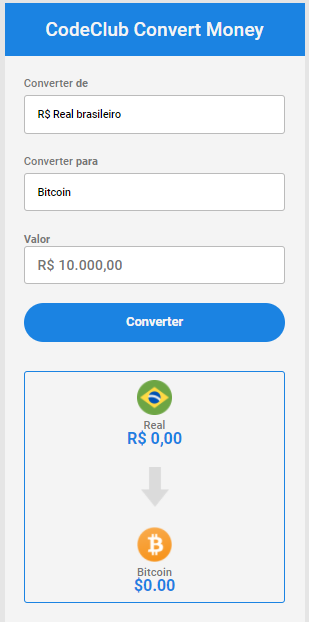 CodeClub Convert Money
Converter de
R$ Real brasileiro
Converter para
Bitcoin
Valor
R$ 10.000,00
Converter
Real
R$ 0,00
Bitcoin
$0.00